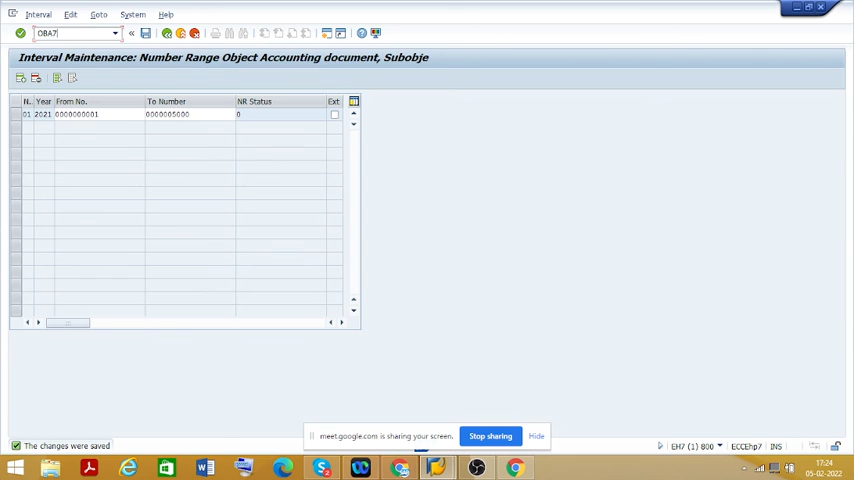 Interval Edit Goto System Help
OBA7
Interval Maintenance: Number Range Object Accounting document, Subobje
N.. Year From No. To Number NR Status Ext
01 2021 0000000001 0000005000 0
meet.google.com is sharing your screen. Stop sharing Hide
The changes were saved
EH7 (1) 800 ECCEhp7 INS
17:24
05-02-2022